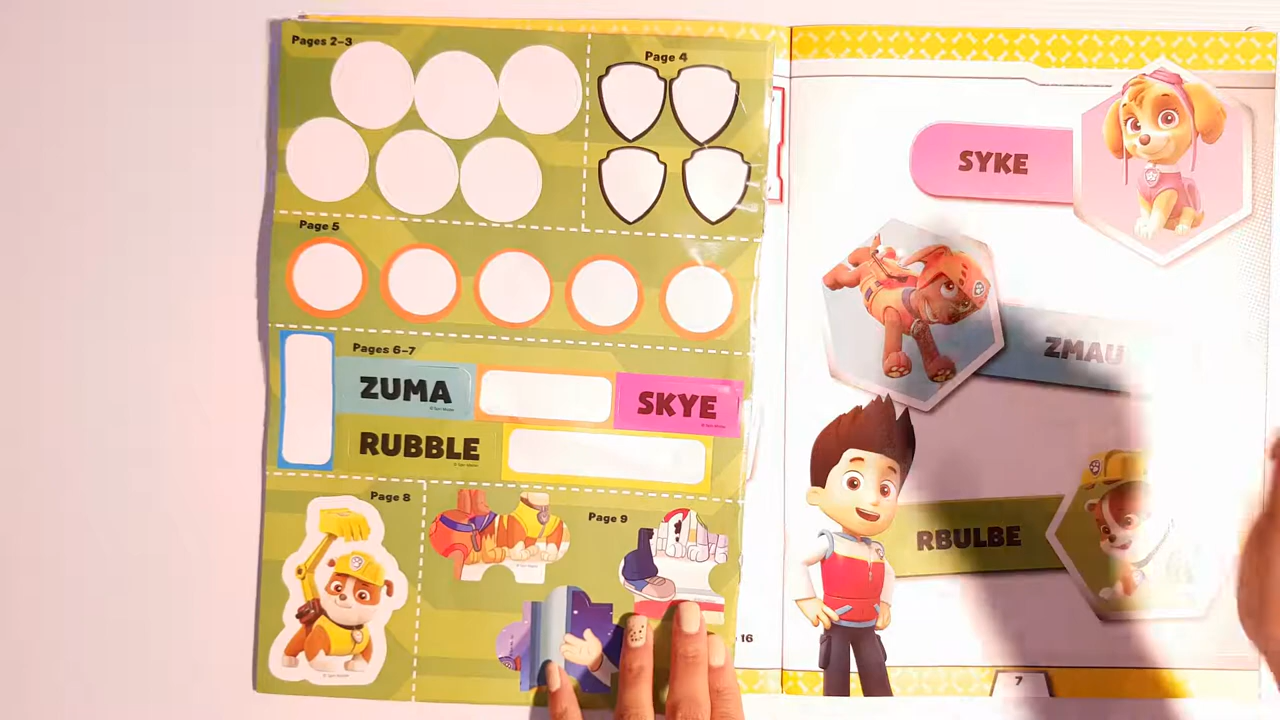 Pages 2–3
Page 4
Page 5
Pages 6–7
ZUMA
SKYE
RUBBLE
Page 8
Page 9
16
SYKE
ZMAU
RBULBE
7